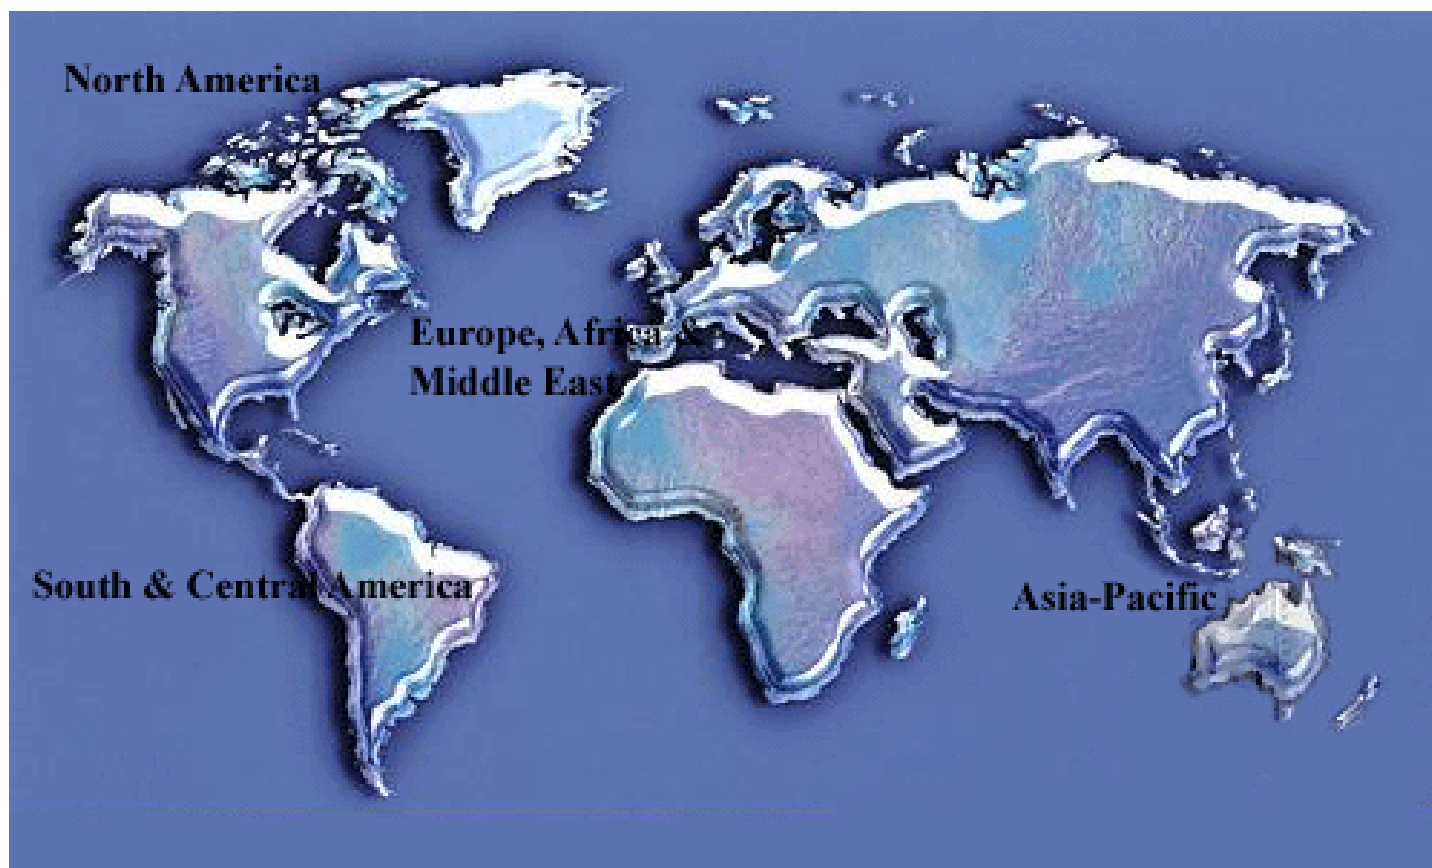 North America
Europe, Africa &
Middle East
South & Central America
Asia-Pacific